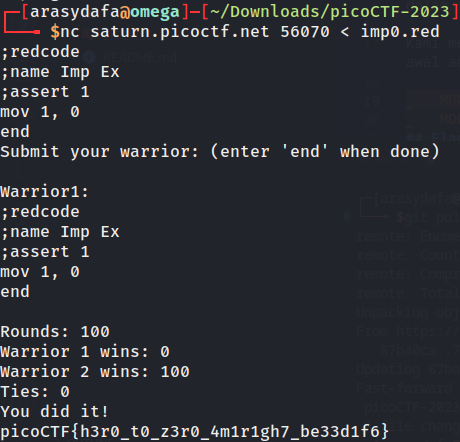 [arasydafa@omega]-[~/Downloads/picoCTF-2023]
$nc saturn.picoctf.net 56070 < imp0.red
;redcode
;name Imp Ex
;assert 1
mov 1, 0
end
Submit your warrior: (enter 'end' when done)

Warrior1:
;redcode
;name Imp Ex
;assert 1
mov 1, 0
end

Rounds: 100
Warrior 1 wins: 0
Warrior 2 wins: 100
Ties: 0
You did it!
picoCTF{h3r0_t0_z3r0_4m1r1gh7_be33d1f6}